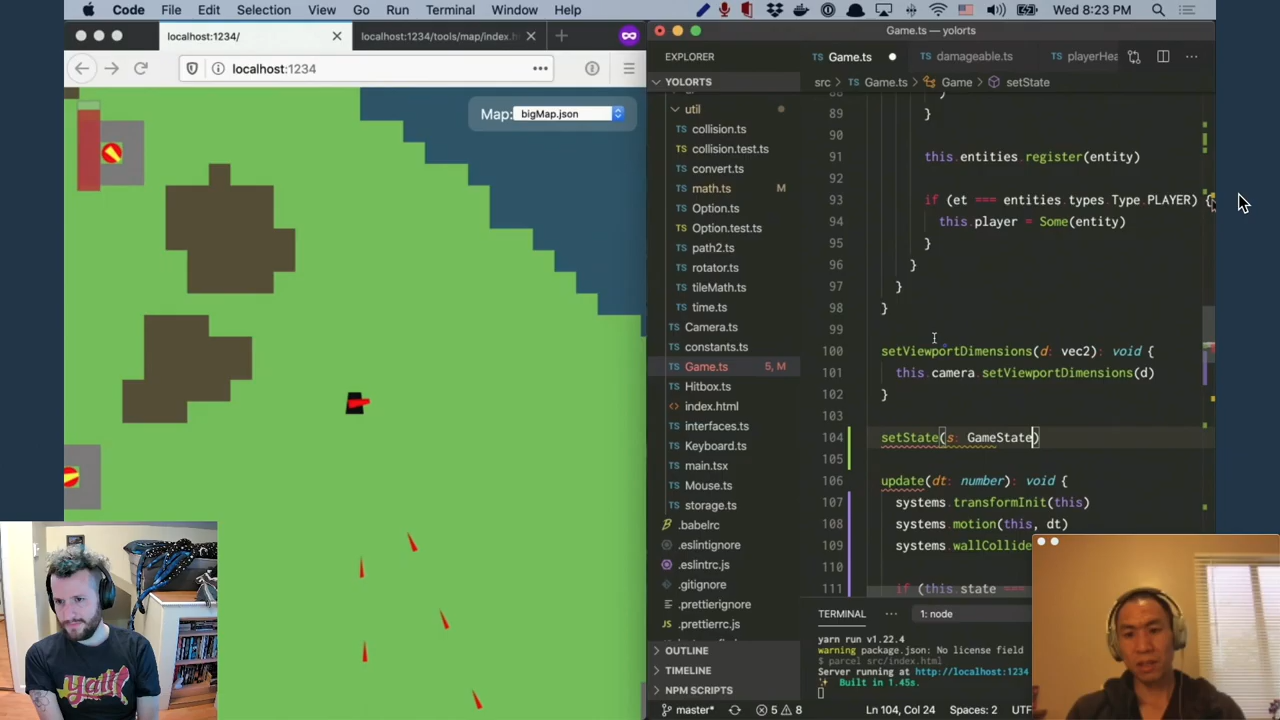 Code File Edit Selection View Go Run Terminal Window Help
Wed 8:23 PM
localhost:1234/
localhost:1234/tools/map/index.h
localhost:1234
Map: bigMap.json
Game.ts — yolorts
EXPLORER
Game.ts
damageable.ts
playerHea
YOLORTS
src > Game.ts > Game > setState
util
collision.ts
collision.test.ts
convert.ts
math.ts M
Option.ts
Option.test.ts
path2.ts
rotator.ts
tileMath.ts
time.ts
Camera.ts
constants.ts
Game.ts 5, M
Hitbox.ts
index.html
interfaces.ts
Keyboard.ts
main.tsx
Mouse.ts
storage.ts
.babelrc
.eslintignore
.eslintrc.js
.gitignore
.prettierignore
.prettierrc.js
OUTLINE
TIMELINE
NPM SCRIPTS
88 }
89 }
90
91 this.entities.register(entity)
92
93 if (et === entities.types.Type.PLAYER) {
94 this.player = Some(entity)
95 }
96 }
97 }
98 }
99
100 setViewportDimensions(d: vec2): void {
101 this.camera.setViewportDimensions(d)
102 }
103
104 setState(s: GameState)
105
106 update(dt: number): void {
107 systems.transformInit(this)
108 systems.motion(this, dt)
109 systems.wallCollide
110
111 if (this.state ===
TERMINAL
1: node
yarn run v1.22.4
warning package.json: No license field
$ parcel src/index.html
Server running at http://localhost:1234
Built in 1.45s.
master* 5 8
Ln 104, Col 24 Spaces: 2 UTF